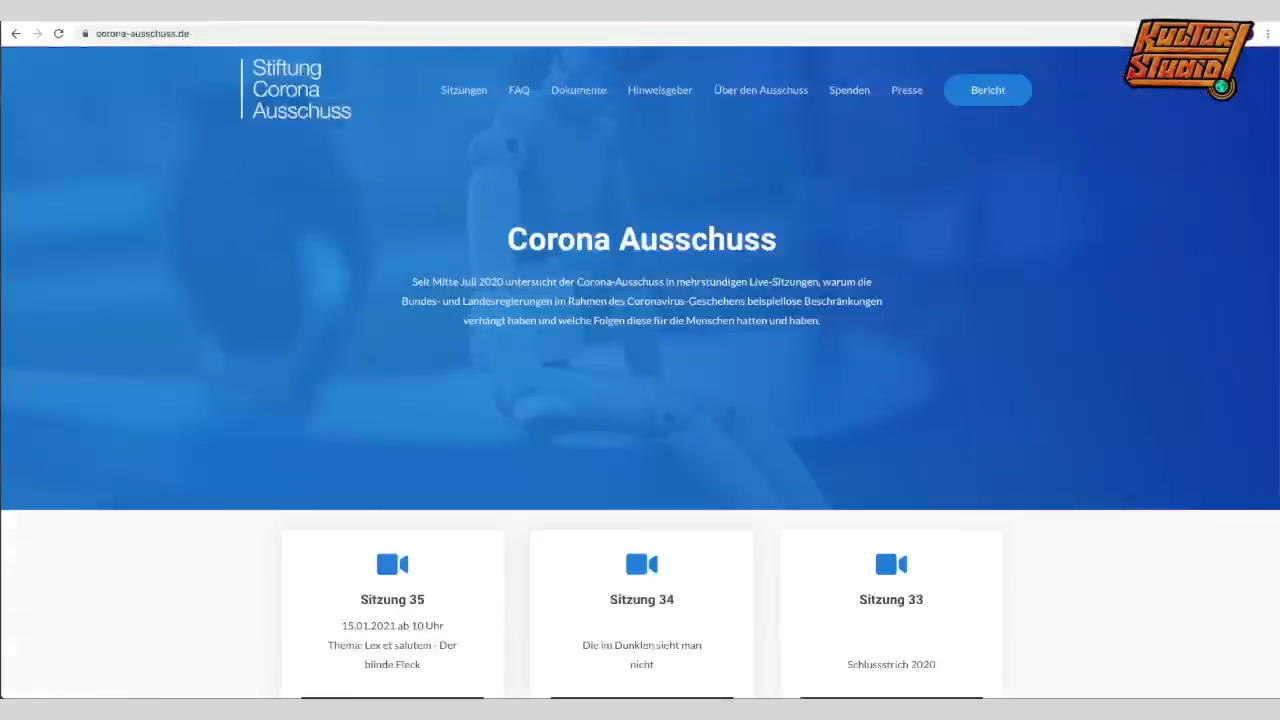 corona-ausschuss.de
KULTUR
STUDIO!
Stiftung
Corona
Ausschuss
Sitzungen FAQ Dokumente Hinweisgeber Über den Ausschuss Spenden Presse Bericht
Corona Ausschuss
Seit Mitte Juli 2020 untersucht der Corona-Ausschuss in mehrstündigen Live-Sitzungen, warum die
Bundes- und Landesregierungen im Rahmen des Coronavirus-Geschehens beispiellose Beschränkungen
verhängt haben und welche Folgen diese für die Menschen hatten und haben.
Sitzung 35
15.01.2021 ab 10 Uhr
Thema: Lex et salutem - Der
blinde Fleck
Sitzung 34
Die im Dunklen sieht man
nicht
Sitzung 33
Schlussstrich 2020